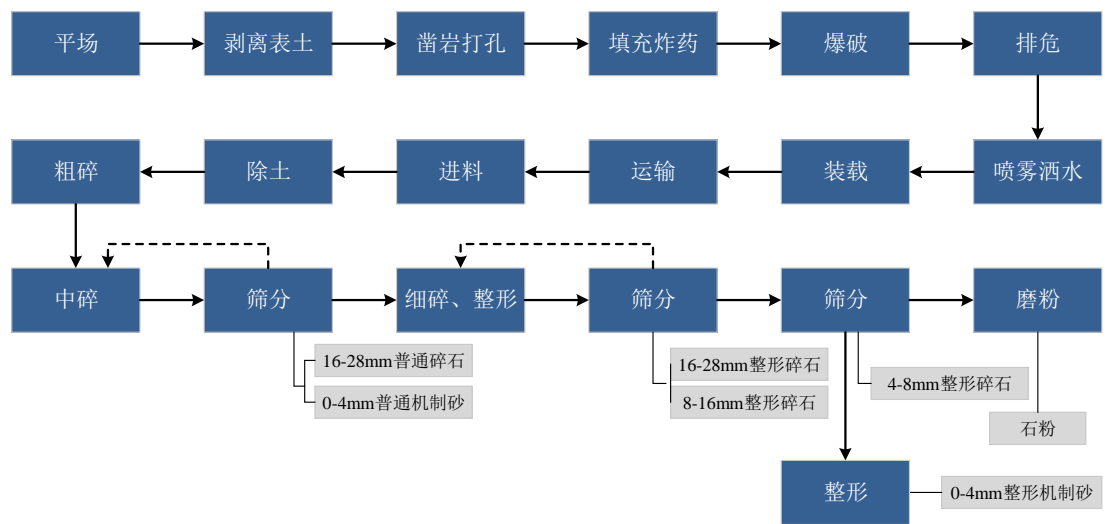 平场
剥离表土
凿岩打孔
填充炸药
爆破
排危
粗碎
除土
进料
运输
装载
喷雾洒水
中碎
筛分
细碎、整形
筛分
筛分
磨粉
16-28mm普通碎石
0-4mm普通机制砂
16-28mm整形碎石
8-16mm整形碎石
4-8mm整形碎石
石粉
整形
0-4mm整形机制砂